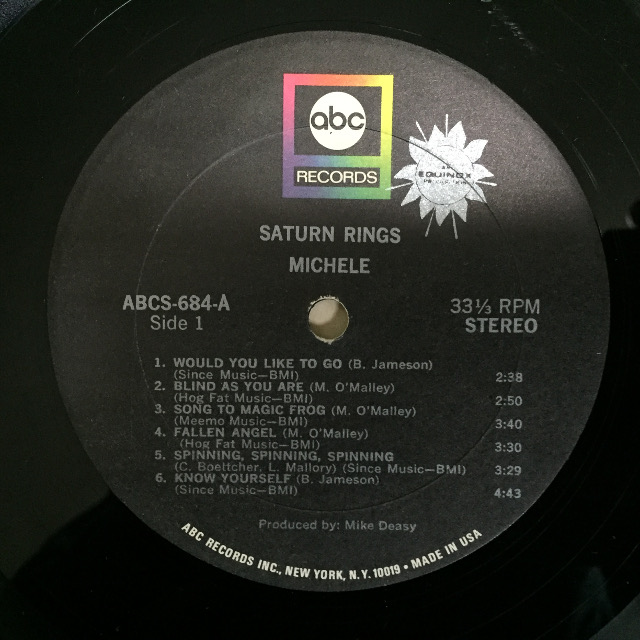 abc
RECORDS
EQUINOX
SATURN RINGS
MICHELE
ABCS-684-A
Side 1
33⅓ RPM
STEREO
1. WOULD YOU LIKE TO GO (B. Jameson)
(Since Music—BMI) 2:38
2. BLIND AS YOU ARE (M. O'Malley)
(Hog Fat Music—BMI) 2:50
3. SONG TO MAGIC FROG (M. O'Malley)
(Meemo Music—BMI) 3:40
4. FALLEN ANGEL (M. O'Malley)
(Hog Fat Music—BMI) 3:30
5. SPINNING, SPINNING, SPINNING
(C. Boettcher, L. Mallory) (Since Music—BMI) 3:29
6. KNOW YOURSELF (B. Jameson)
(Since Music—BMI) 4:43
Produced by: Mike Deasy
ABC RECORDS INC., NEW YORK, N.Y. 10019 • MADE IN USA